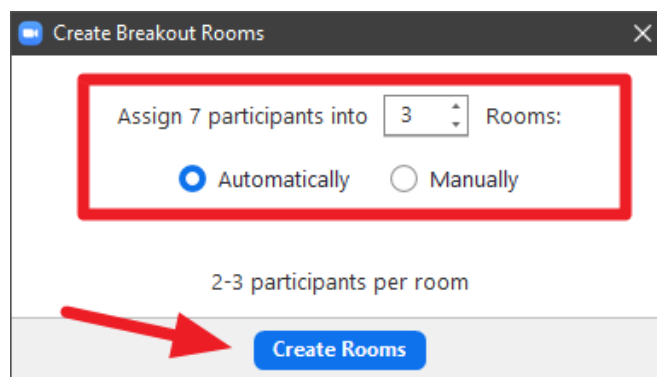 Create Breakout Rooms
Assign 7 participants into 3 Rooms:
Automatically Manually
2-3 participants per room
Create Rooms